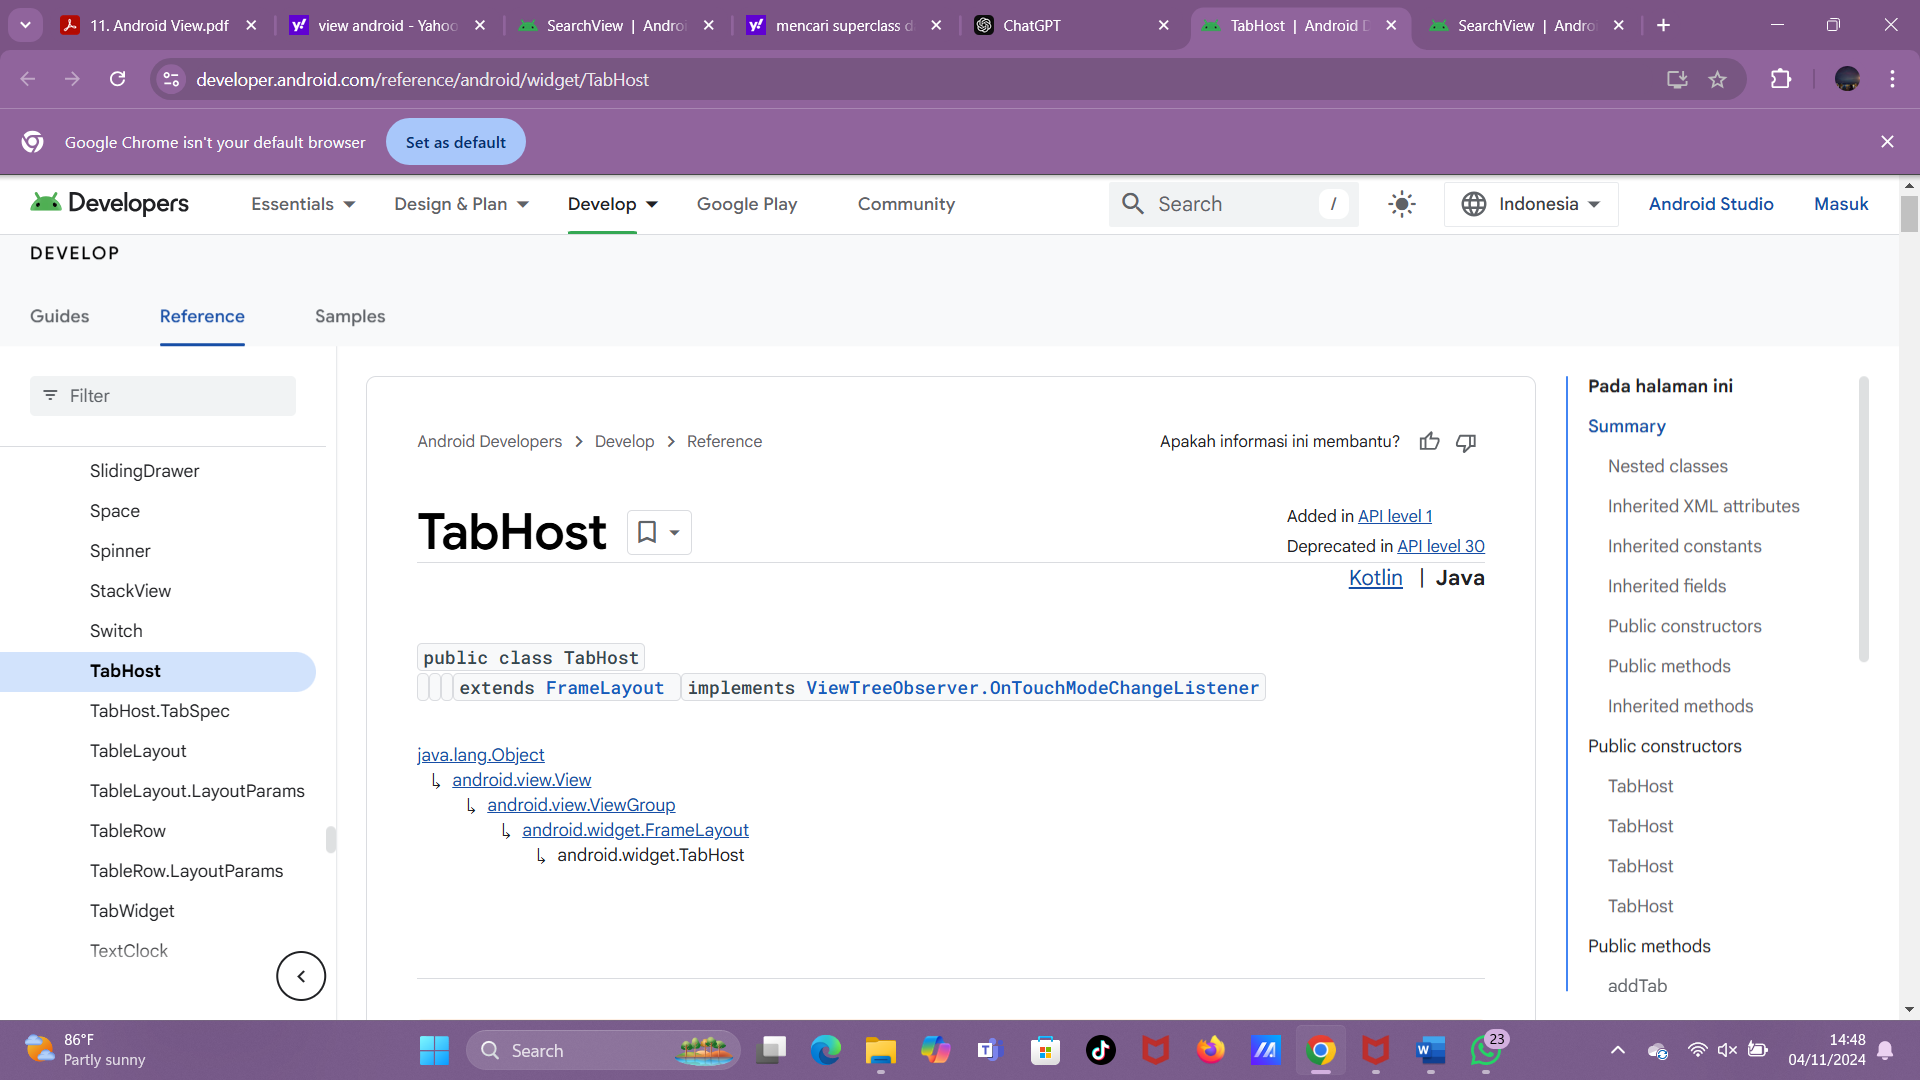 11. Android View.pdf
view android - Yahoo
SearchView | Andro
mencari superclass d
ChatGPT
TabHost | Android D
SearchView | Andro
developer.android.com/reference/android/widget/TabHost
Google Chrome isn't your default browser
Set as default
Developers
Essentials
Design & Plan
Develop
Google Play
Community
Search
/
Indonesia
Android Studio
Masuk
DEVELOP
Guides
Reference
Samples
Filter
SlidingDrawer
Space
Spinner
StackView
Switch
TabHost
TabHost.TabSpec
TableLayout
TableLayout.LayoutParams
TableRow
TableRow.LayoutParams
TabWidget
TextClock
Android Developers > Develop > Reference
Apakah informasi ini membantu?
TabHost
Added in API level 1
Deprecated in API level 30
Kotlin | Java
public class TabHost
extends FrameLayout implements ViewTreeObserver.OnTouchModeChangeListener
java.lang.Object
↳ android.view.View
↳ android.view.ViewGroup
↳ android.widget.FrameLayout
↳ android.widget.TabHost
Pada halaman ini
Summary
Nested classes
Inherited XML attributes
Inherited constants
Inherited fields
Public constructors
Public methods
Inherited methods
Public constructors
TabHost
TabHost
TabHost
TabHost
Public methods
addTab
86°F
Partly sunny
Search
23
14:48
04/11/2024